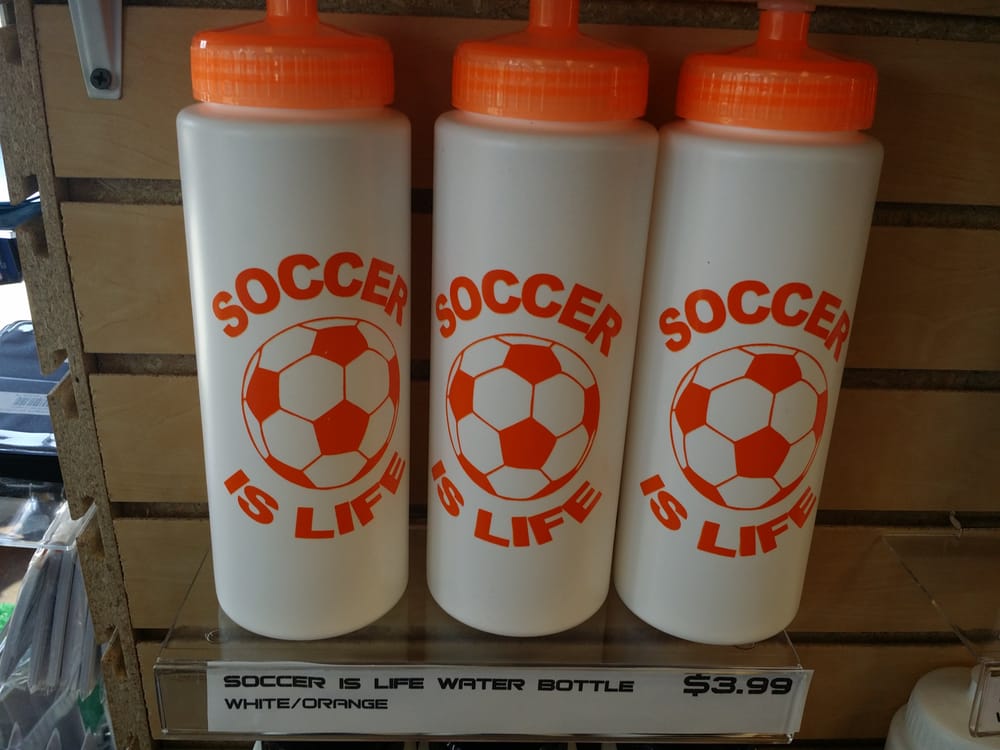 SOCCER
IS LIFE
SOCCER
IS LIFE
SOCCER
IS LIFE
SOCCER IS LIFE WATER BOTTLE $3.99
WHITE/ORANGE